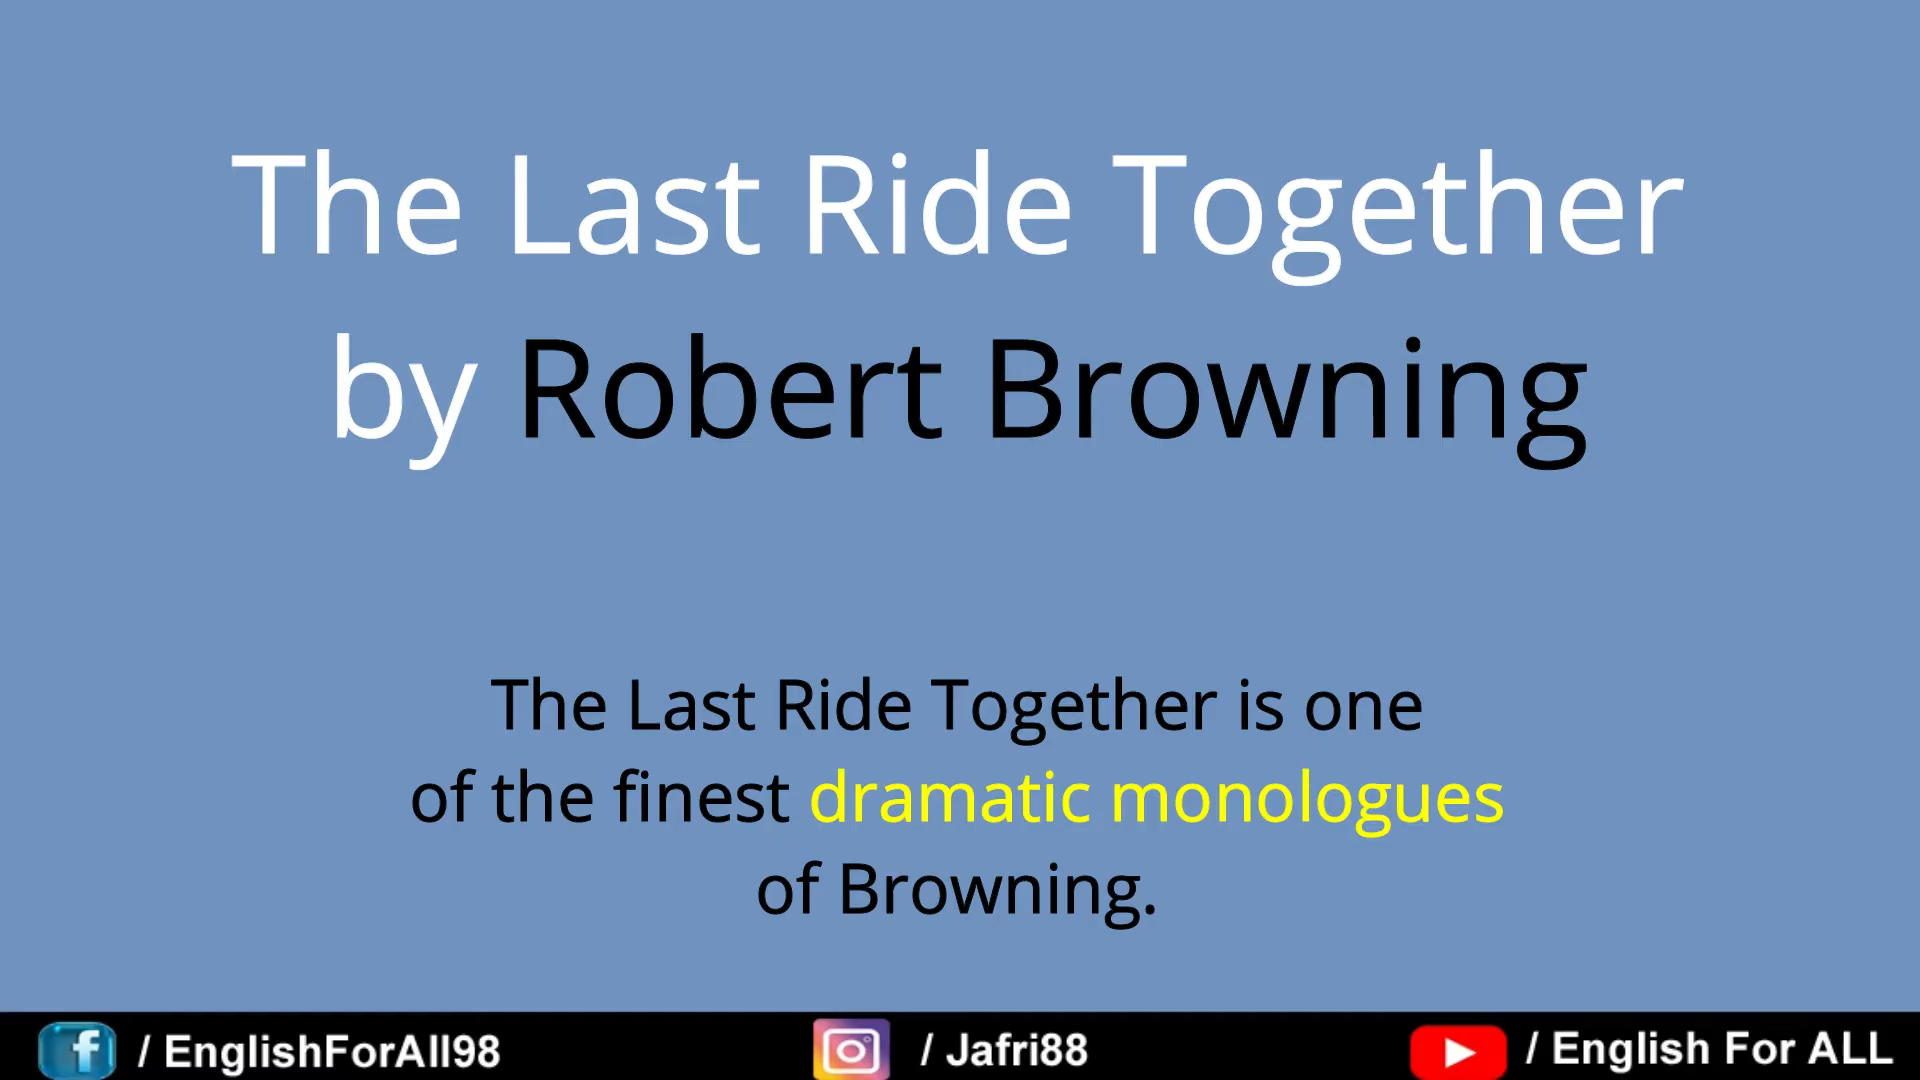 The Last Ride Together
by Robert Browning
The Last Ride Together is one
of the finest dramatic monologues
of Browning.
/ EnglishForAll98
/ Jafri88
/ English For ALL